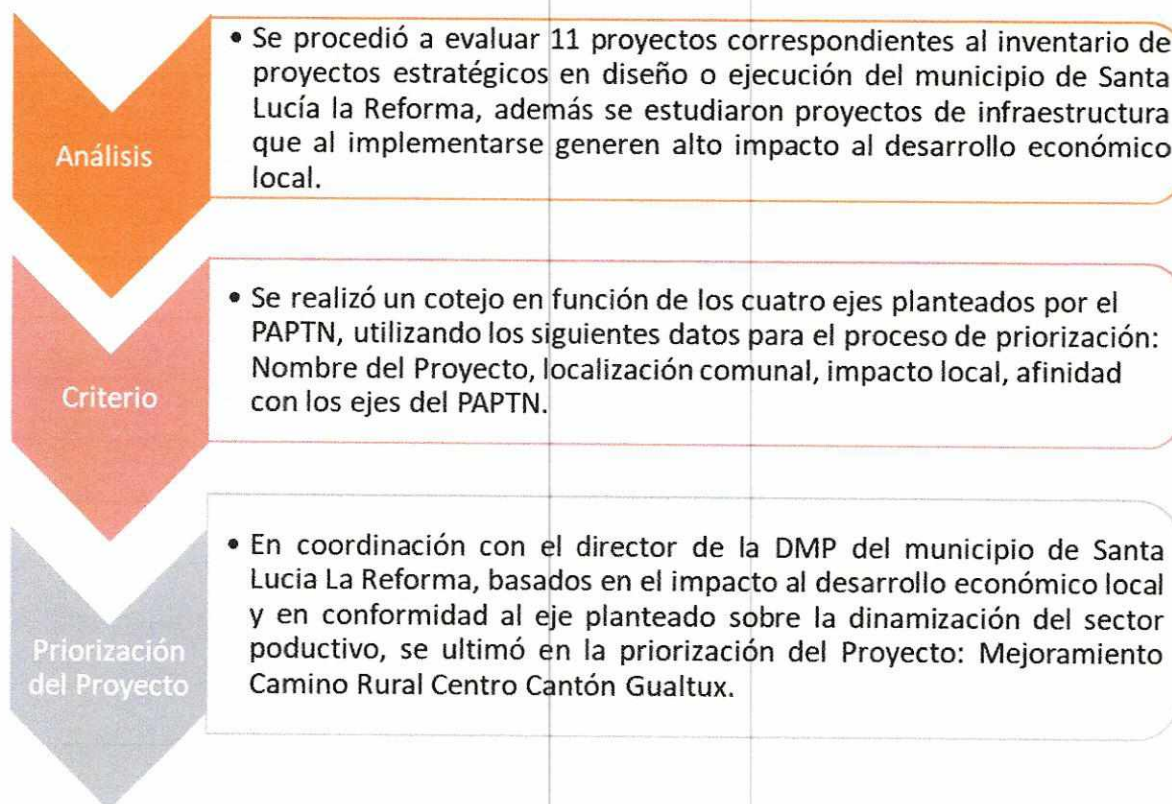 Análisis
• Se procedió a evaluar 11 proyectos correspondientes al inventario de
proyectos estratégicos en diseño o ejecución del municipio de Santa
Lucía la Reforma, además se estudiaron proyectos de infraestructura
que al implementarse generen alto impacto al desarrollo económico
local.
Criterio
• Se realizó un cotejo en función de los cuatro ejes planteados por el
PAPTN, utilizando los siguientes datos para el proceso de priorización:
Nombre del Proyecto, localización comunal, impacto local, afinidad
con los ejes del PAPTN.
Priorización
del Proyecto
• En coordinación con el director de la DMP del municipio de Santa
Lucia La Reforma, basados en el impacto al desarrollo económico local
y en conformidad al eje planteado sobre la dinamización del sector
poductivo, se ultimó en la priorización del Proyecto: Mejoramiento
Camino Rural Centro Cantón Gualtux.